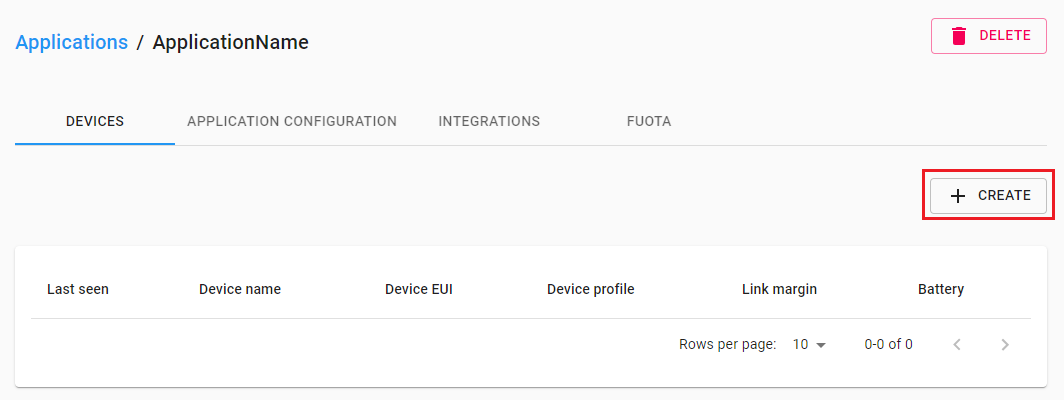 Applications / ApplicationName
DELETE
DEVICES APPLICATION CONFIGURATION INTEGRATIONS FUOTA
CREATE
Last seen Device name Device EUI Device profile Link margin Battery
Rows per page: 10 0-0 of 0